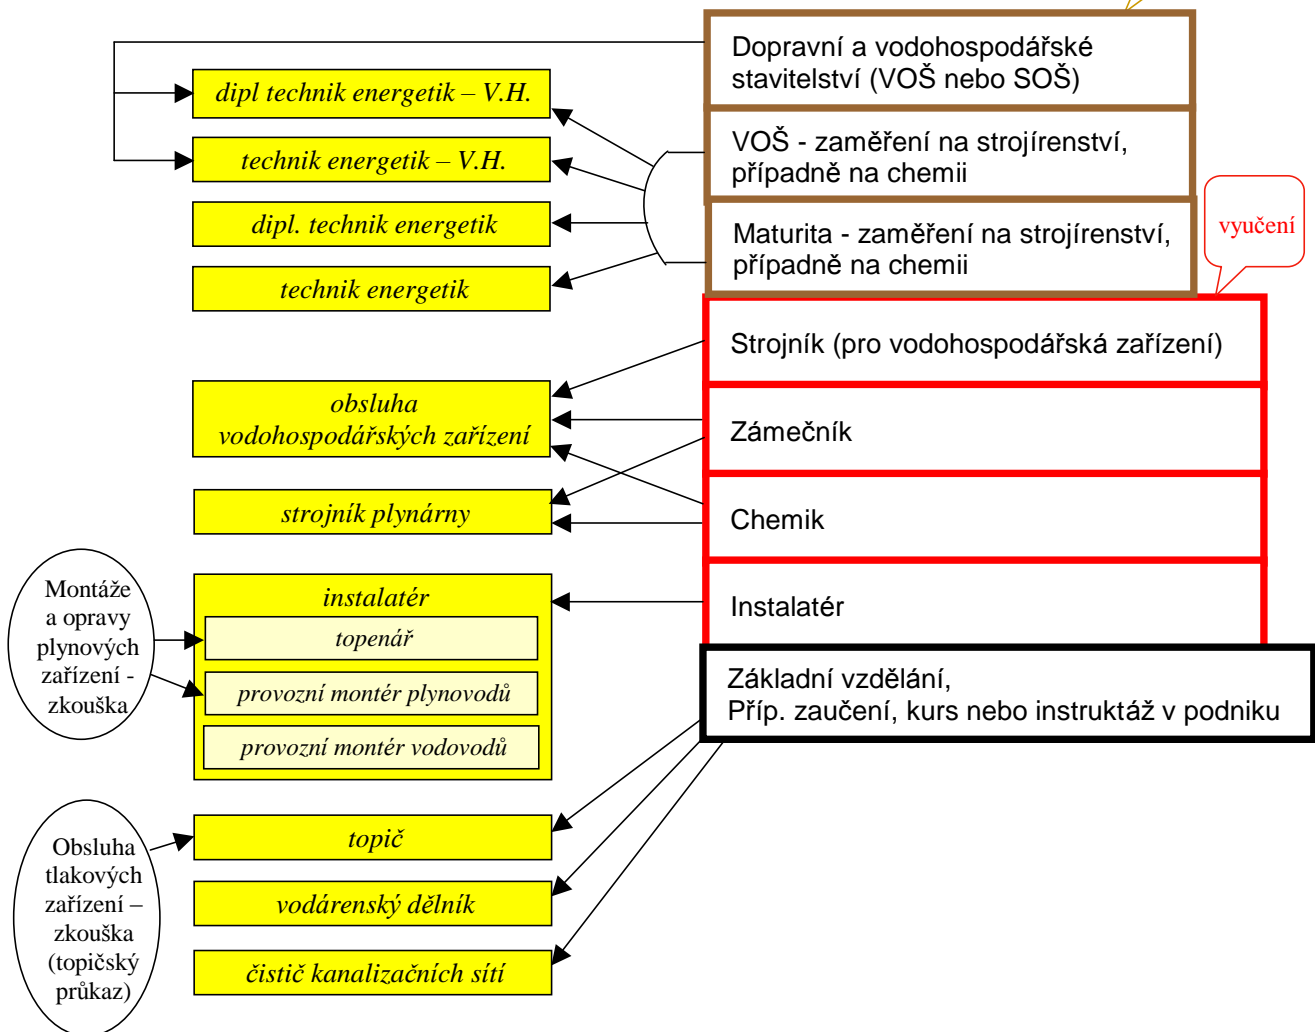 Dopravní a vodohospodářské
stavitelství (VOŠ nebo SOŠ)
dipl technik energetik – V.H.
VOŠ - zaměření na strojírenství,
případně na chemii
technik energetik – V.H.
dipl. technik energetik
Maturita - zaměření na strojírenství,
případně na chemii
vyučení
technik energetik
Strojník (pro vodohospodářská zařízení)
obsluha
vodohospodářských zařízení
Zámečník
strojník plynárny
Chemik
Montáže
a opravy
plynových
zařízení -
zkouška
instalatér
topenář
provozní montér plynovodů
provozní montér vodovodů
Instalatér
Základní vzdělání,
Příp. zaučení, kurs nebo instruktáž v podniku
Obsluha
tlakových
zařízení –
zkouška
(topičský
průkaz)
topič
vodárenský dělník
čistič kanalizačních sítí